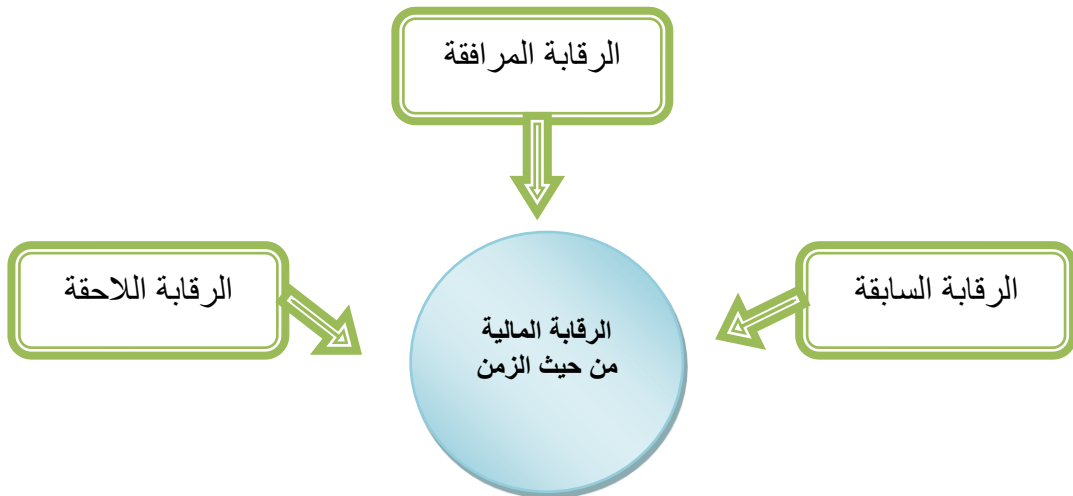 الرقابة المرافقة
الرقابة السابقة
الرقابة اللاحقة
الرقابة المالية
من حيث الزمن